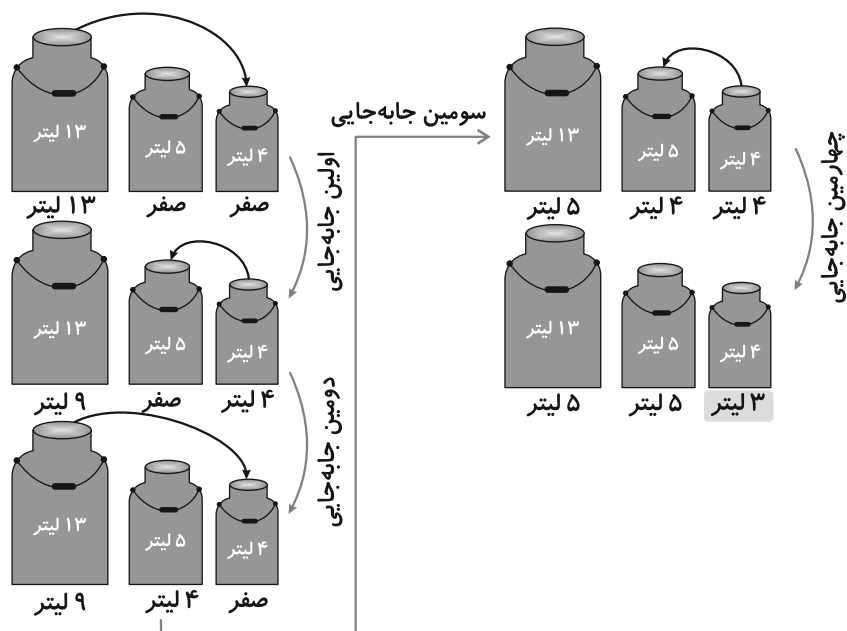 ۱۳ لیتر
۵ لیتر
۴ لیتر
۱۳ لیتر
صفر
صفر
اولین جابه‌جایی
۱۳ لیتر
۵ لیتر
۴ لیتر
۹ لیتر
صفر
۴ لیتر
دومین جابه‌جایی
۱۳ لیتر
۵ لیتر
۴ لیتر
۹ لیتر
۴ لیتر
صفر
سومین جابه‌جایی
۱۳ لیتر
۵ لیتر
۴ لیتر
۵ لیتر
۴ لیتر
۴ لیتر
چهارمین جابه‌جایی
۱۳ لیتر
۵ لیتر
۴ لیتر
۵ لیتر
۵ لیتر
۳ لیتر